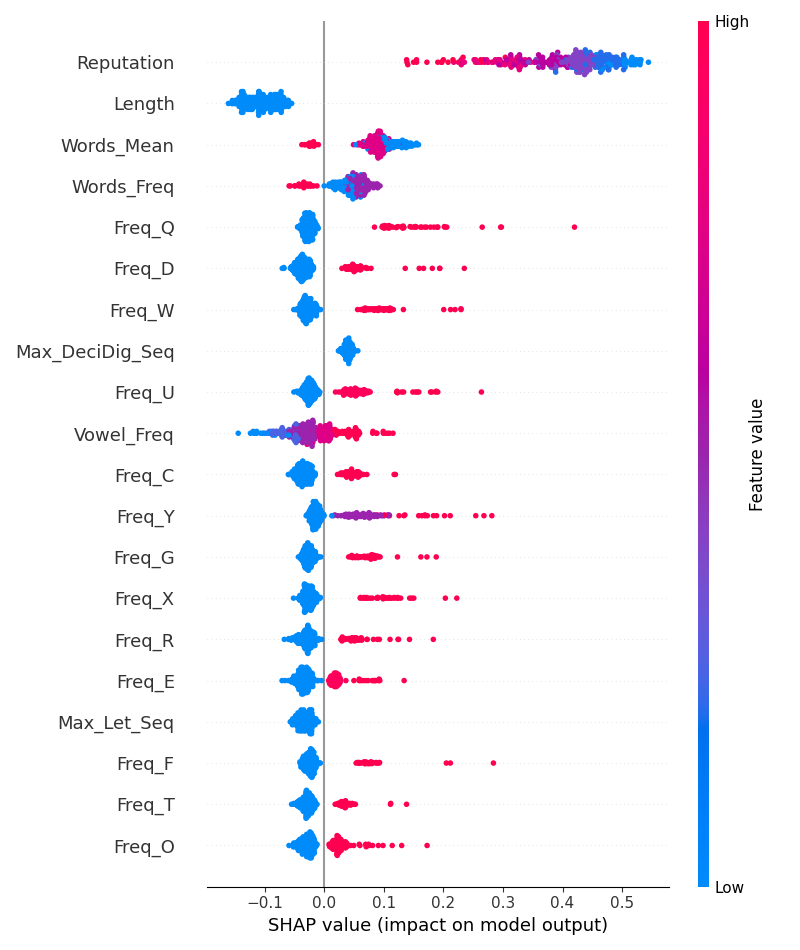 High
Reputation
Length
Words_Mean
Words_Freq
Freq_Q
Freq_D
Freq_W
Max_DeciDig_Seq
Freq_U
Vowel_Freq
Freq_C
Freq_Y
Freq_G
Freq_X
Freq_R
Freq_E
Max_Let_Seq
Freq_F
Freq_T
Freq_O
Feature value
Low
−0.1 0.0 0.1 0.2 0.3 0.4 0.5
SHAP value (impact on model output)